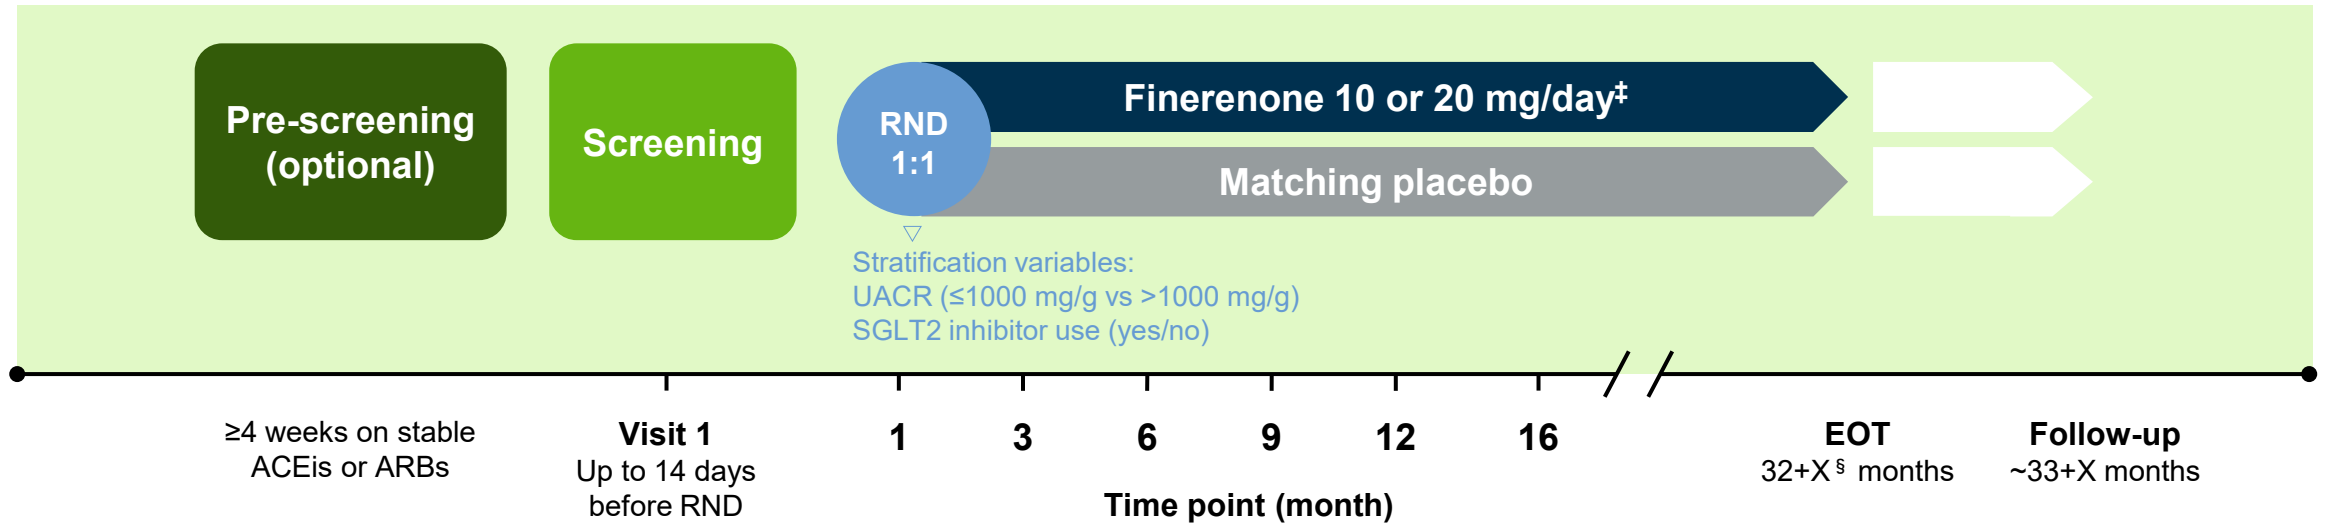 Pre-screening
(optional)
Screening
RND
1:1
Finerenone 10 or 20 mg/day‡
Matching placebo
Stratification variables:
UACR (≤1000 mg/g vs >1000 mg/g)
SGLT2 inhibitor use (yes/no)
≥4 weeks on stable
ACEis or ARBs
Visit 1
Up to 14 days
before RND
1 3 6 9 12 16
Time point (month)
EOT
32+X§ months
Follow-up
~33+X months